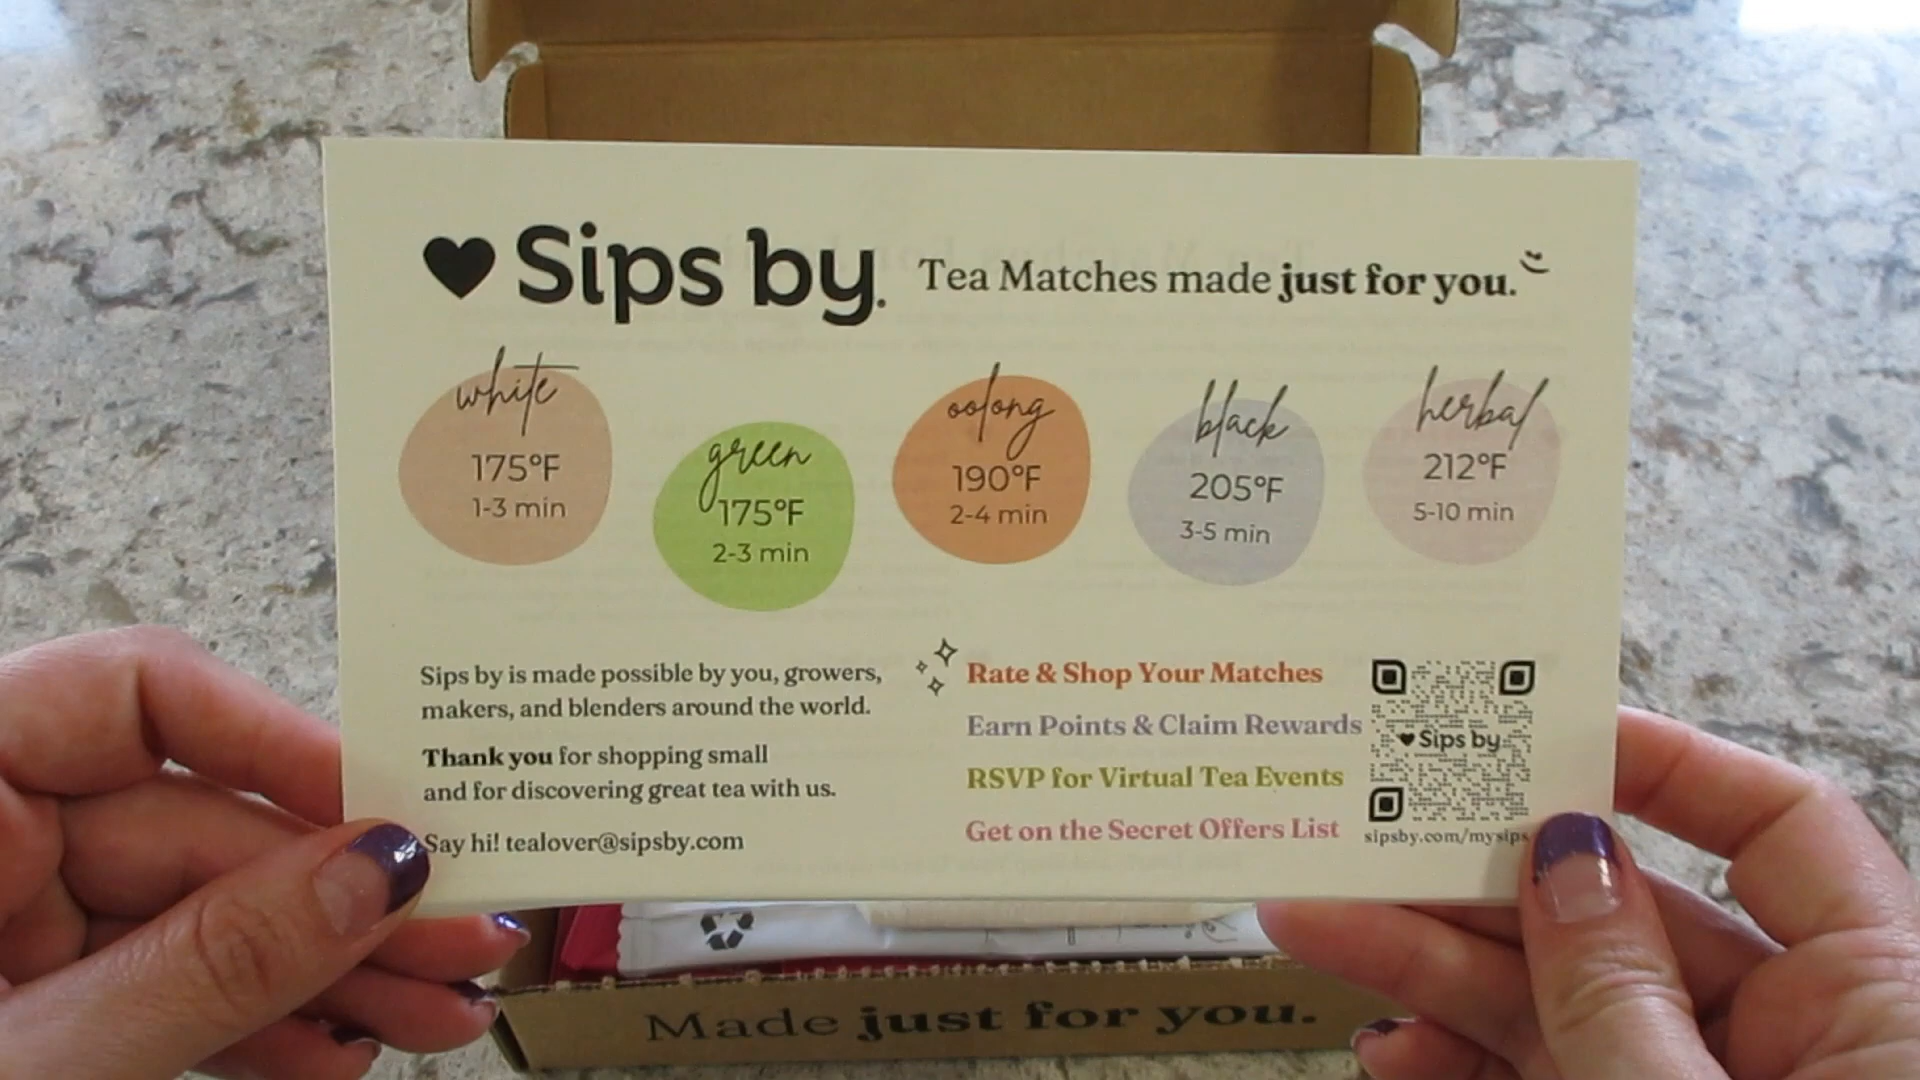 Sips by.
Tea Matches made just for you.
white
175°F
1-3 min
green
175°F
2-3 min
oolong
190°F
2-4 min
black
205°F
3-5 min
herbal
212°F
5-10 min
Sips by is made possible by you, growers,
makers, and blenders around the world.
Thank you for shopping small
and for discovering great tea with us.
Say hi! tealover@sipsby.com
Rate & Shop Your Matches
Earn Points & Claim Rewards
RSVP for Virtual Tea Events
Get on the Secret Offers List
Sips by
sipsby.com/mysips
Made just for you.